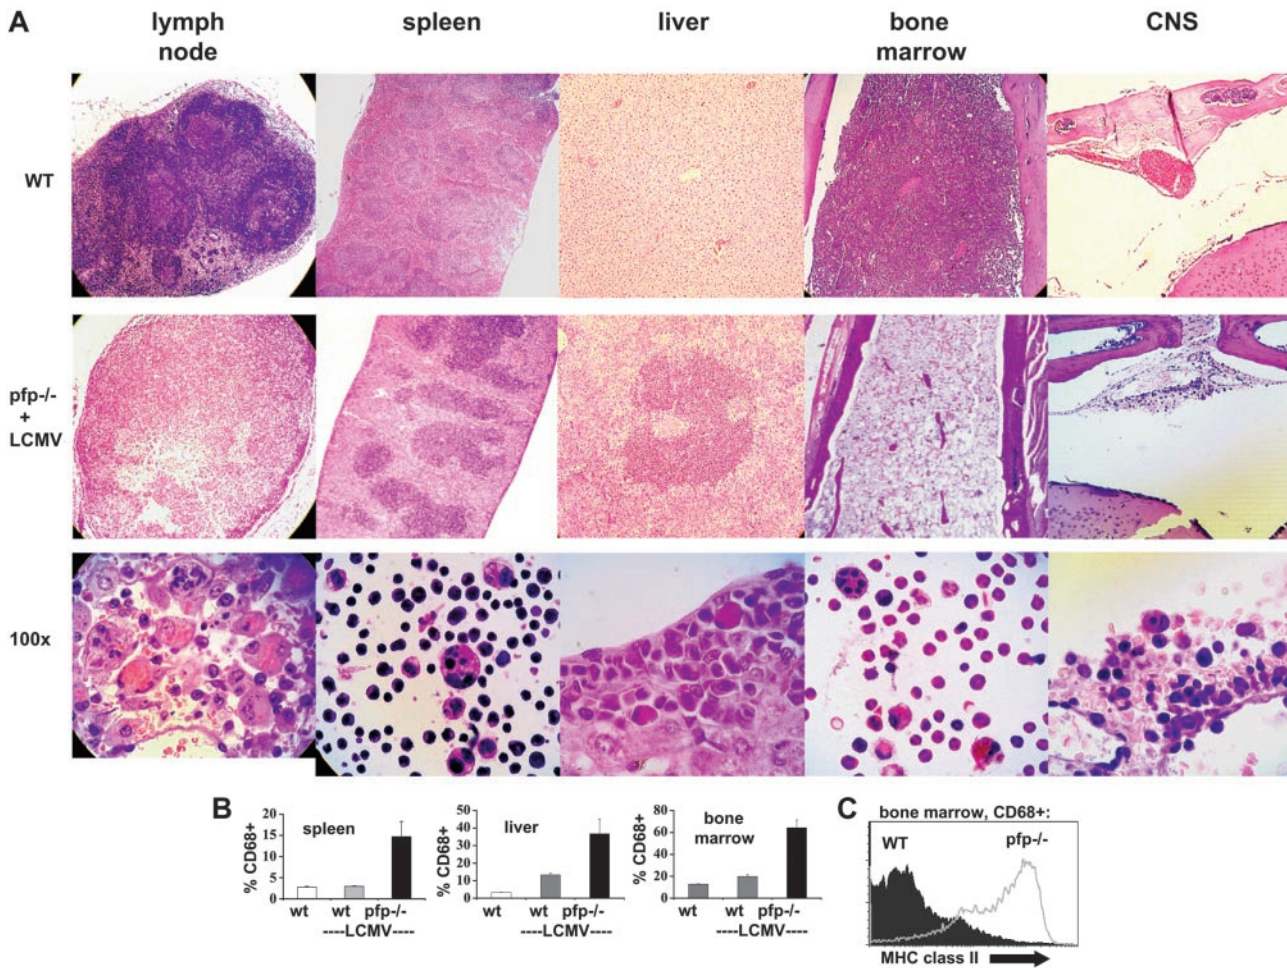 A
lymph node
spleen
liver
bone marrow
CNS
WT
pfp-/-
+
LCMV
100x
B
% CD68+
20
15
10
5
0
spleen
wt
wt
pfp-/-
----LCMV----
% CD68+
50
40
30
20
10
0
liver
wt
wt
pfp-/-
----LCMV----
% CD68+
80
60
40
20
0
bone marrow
wt
wt
pfp-/-
----LCMV----
C
bone marrow, CD68+:
WT
pfp-/-
MHC class II